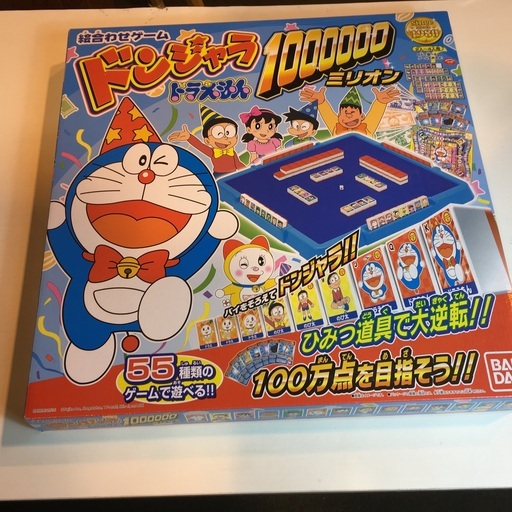 絵合わせゲーム
ドンジャラ
ドラえもん
1000000
ミリオン
パイをそろえてドンジャラ!!
ひみつ道具で大逆転!!
55種類の
ゲームで遊べる!!
100万点を目指そう!!
BAN
DA